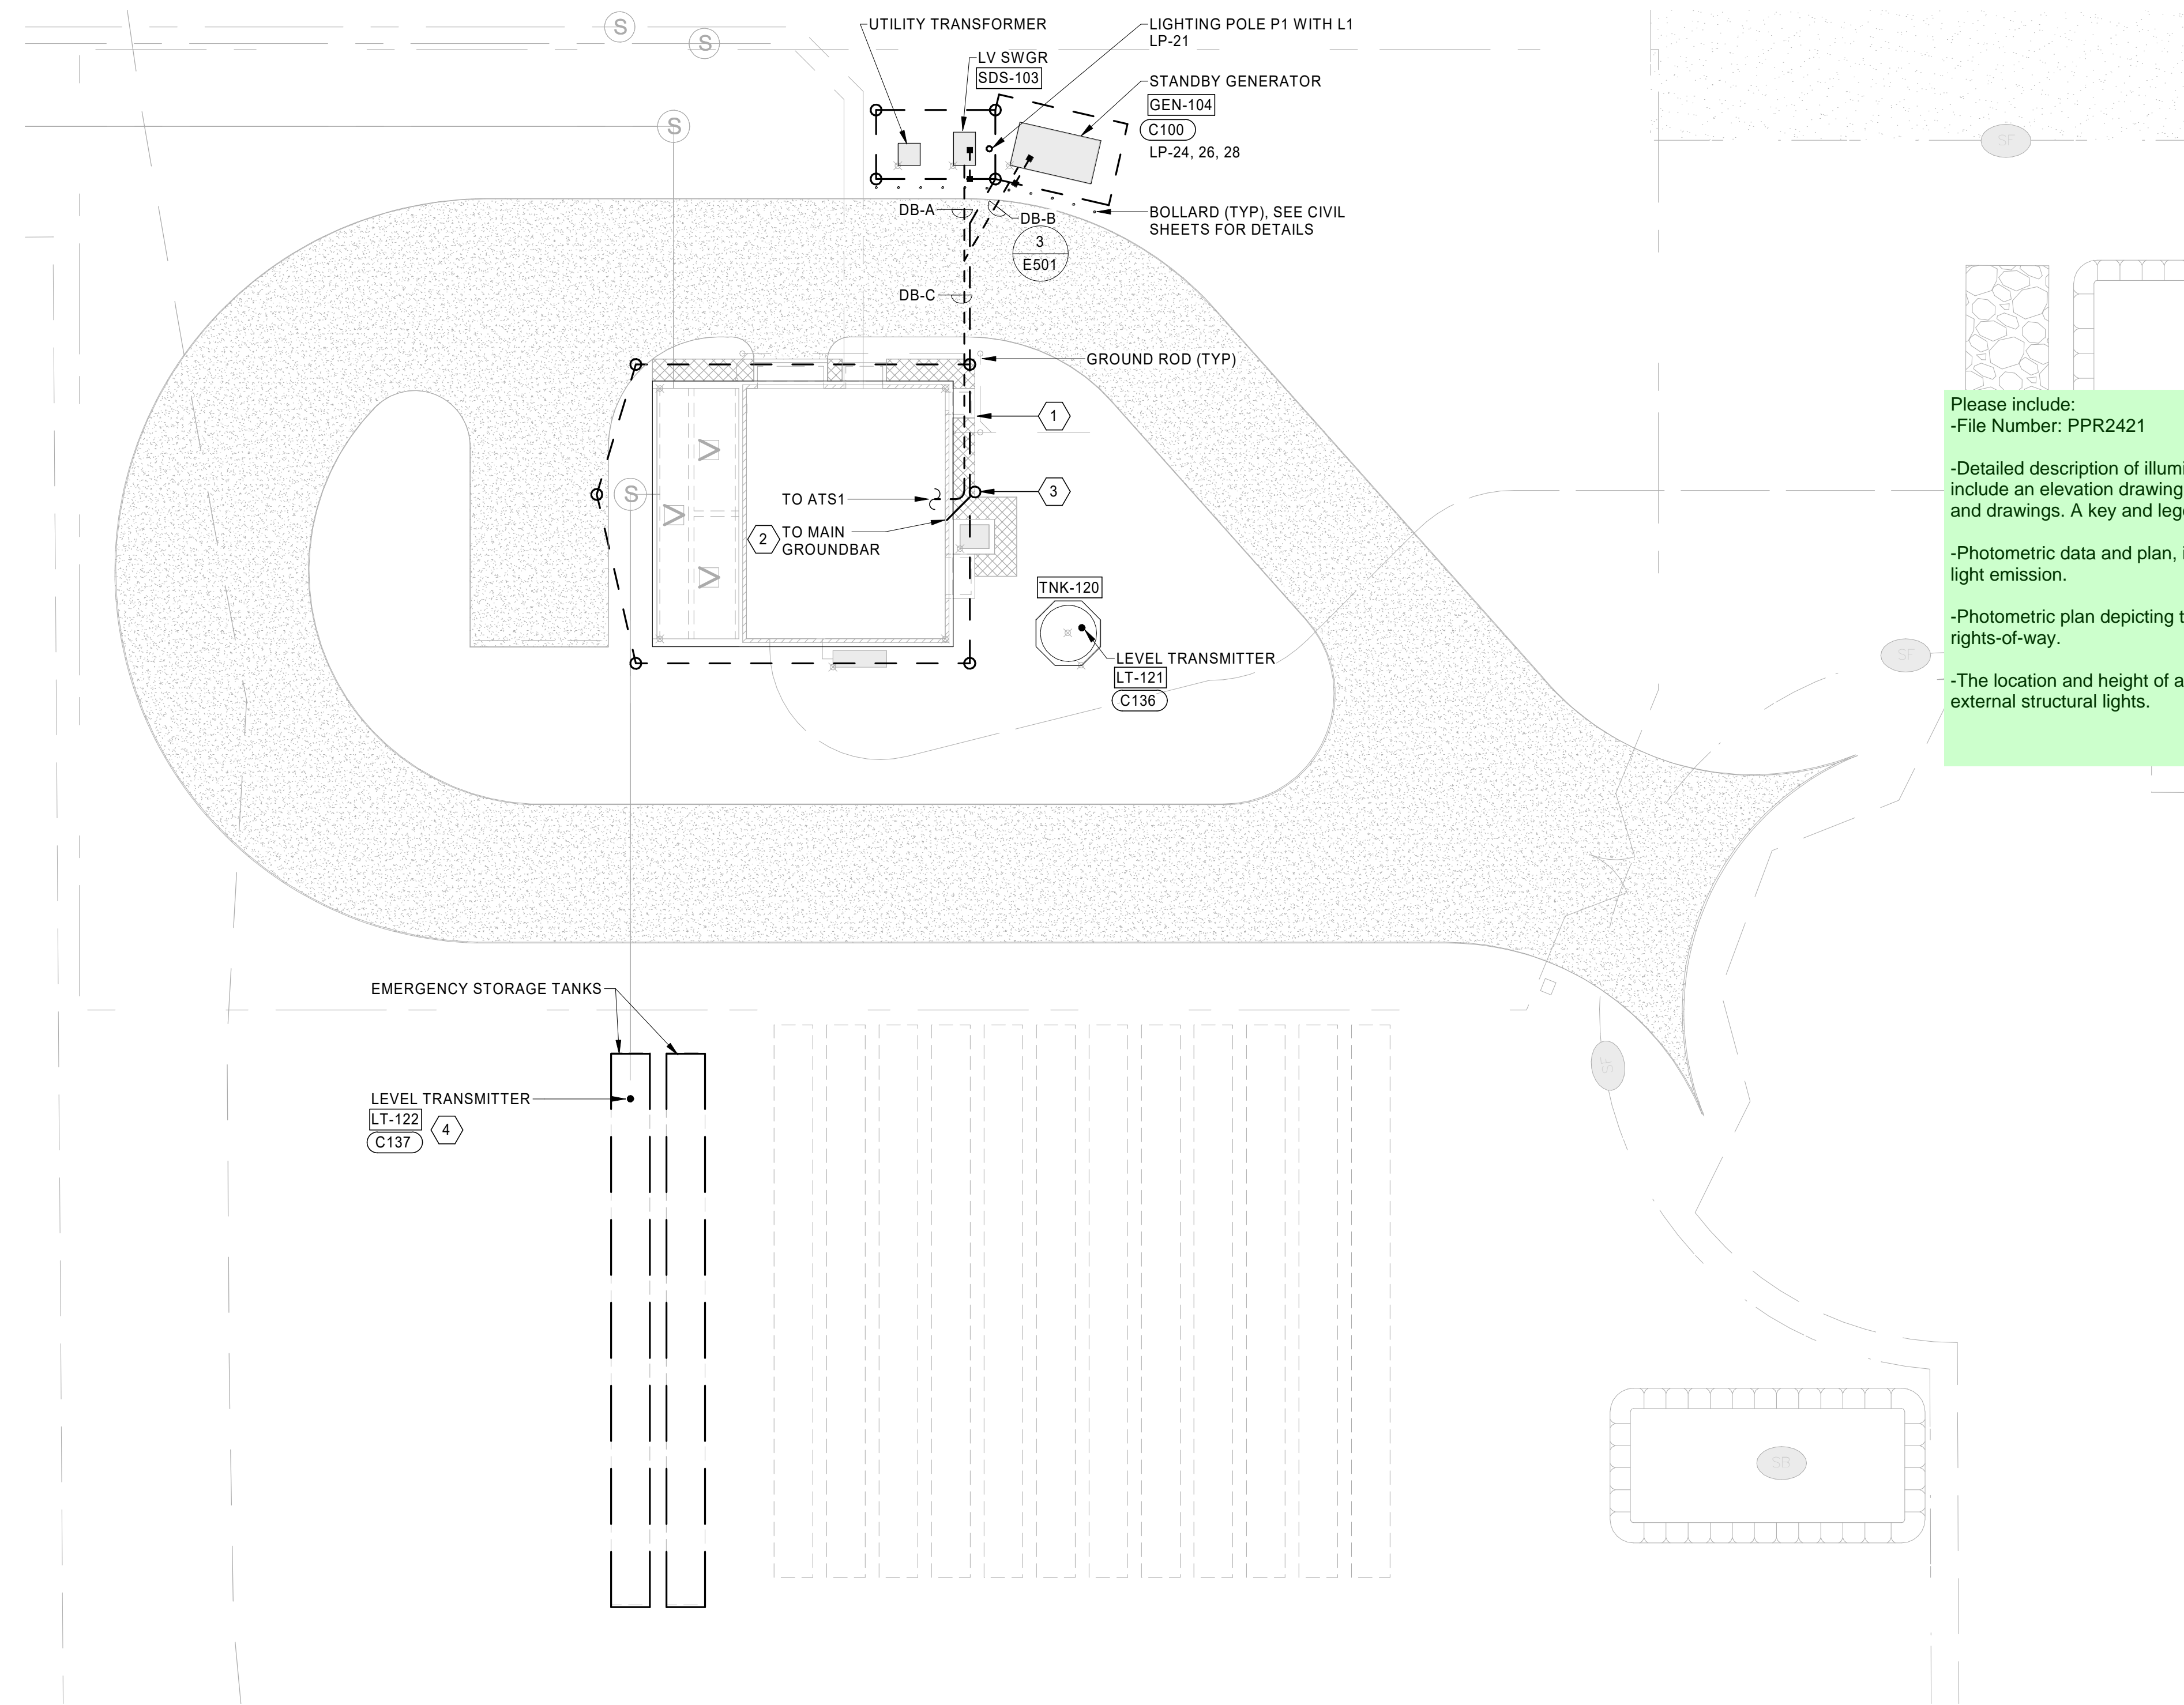 S
S
UTILITY TRANSFORMER
LIGHTING POLE P1 WITH L1
LP-21
LV SWGR
SDS-103
STANDBY GENERATOR
GEN-104
C100
LP-24, 26, 28
S
SF
DB-A
DB-B
BOLLARD (TYP), SEE CIVIL
SHEETS FOR DETAILS
3
E501
DB-C
GROUND ROD (TYP)
1
Please include:
-File Number: PPR2421
-Detailed description of
include an elevation drawing
and drawings. A key and
-Photometric data and plan,
light emission.
-Photometric plan depicting
rights-of-way.
-The location and height of
external structural lights.
S
TO ATS1
3
2
TO MAIN
GROUNDBAR
TNK-120
LEVEL TRANSMITTER
LT-121
C136
SF
EMERGENCY STORAGE TANKS
SF
LEVEL TRANSMITTER
LT-122
C137
4
SB